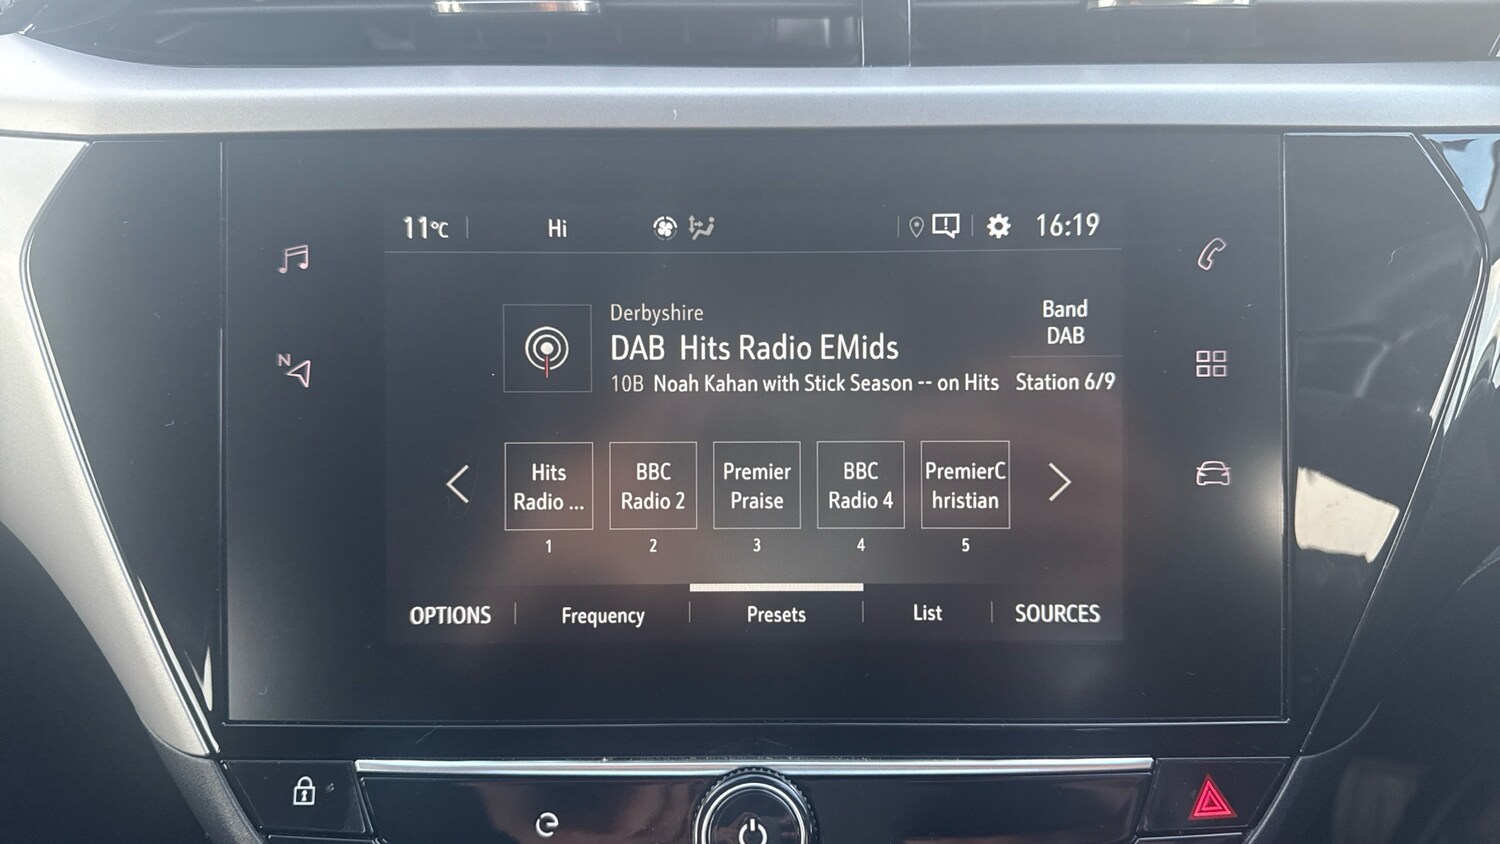 11°C Hi 16:19
N
Derbyshire
DAB Hits Radio EMids
10B Noah Kahan with Stick Season -- on Hits
Band
DAB
Station 6/9
Hits
Radio ...
BBC
Radio 2
Premier
Praise
BBC
Radio 4
PremierC
hristian
1 2 3 4 5
OPTIONS Frequency Presets List SOURCES